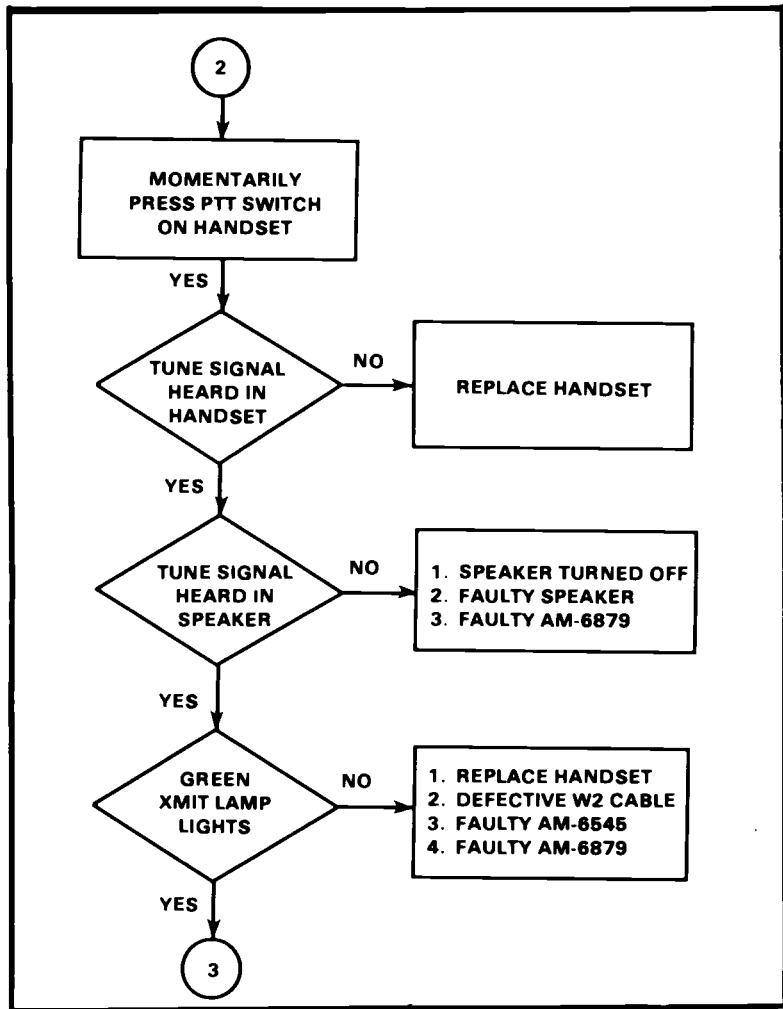 2
MOMENTARILY
PRESS PTT SWITCH
ON HANDSET
YES
TUNE SIGNAL
HEARD IN
HANDSET
NO
REPLACE HANDSET
YES
TUNE SIGNAL
HEARD IN
SPEAKER
NO
1. SPEAKER TURNED OFF
2. FAULTY SPEAKER
3. FAULTY AM-6879
YES
GREEN
XMIT LAMP
LIGHTS
NO
1. REPLACE HANDSET
2. DEFECTIVE W2 CABLE
3. FAULTY AM-6545
4. FAULTY AM-6879
YES
3